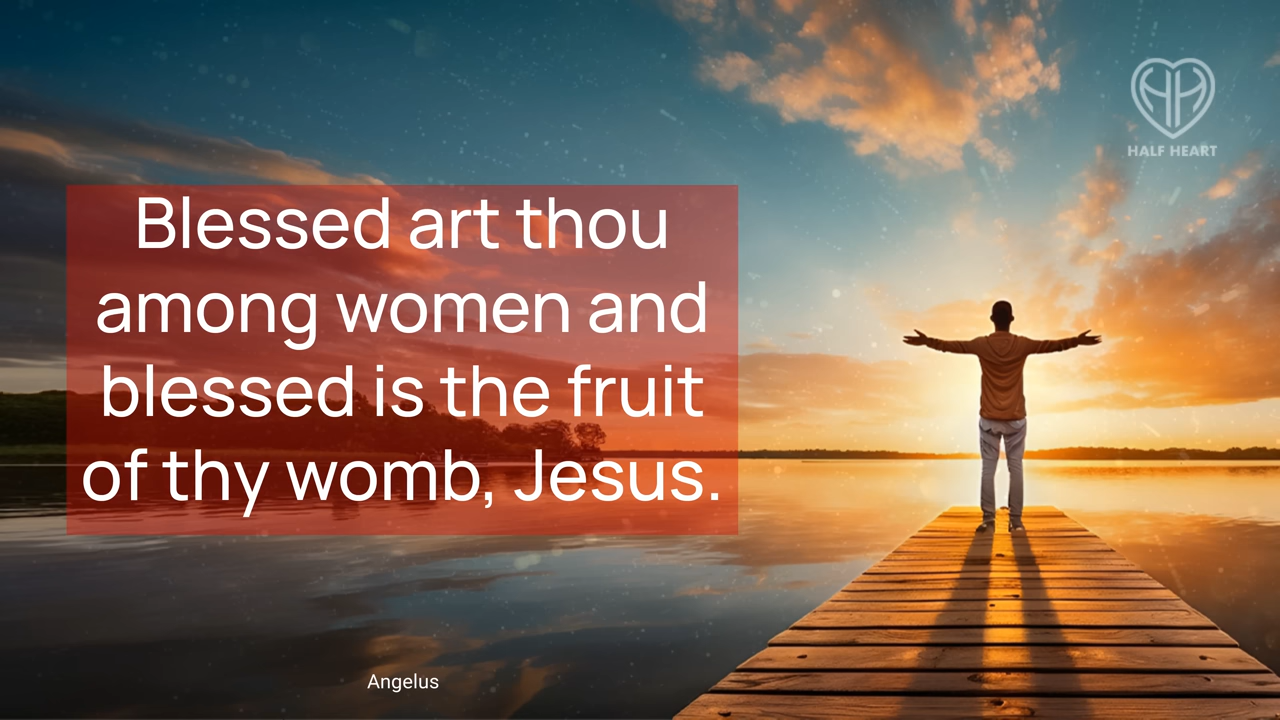 HALF HEART
Blessed art thou
among women and
blessed is the fruit
of thy womb, Jesus.
Angelus